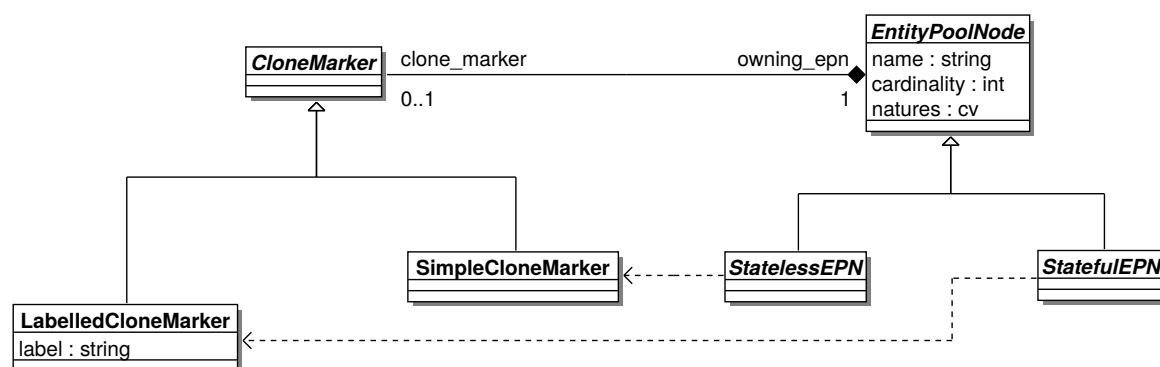 EntityPoolNode
CloneMarker
clone_marker
owning_epn
name : string
cardinality : int
0..1
1
natures : cv
SimpleCloneMarker
StatelessEPN
StatefulEPN
LabelledCloneMarker
label : string